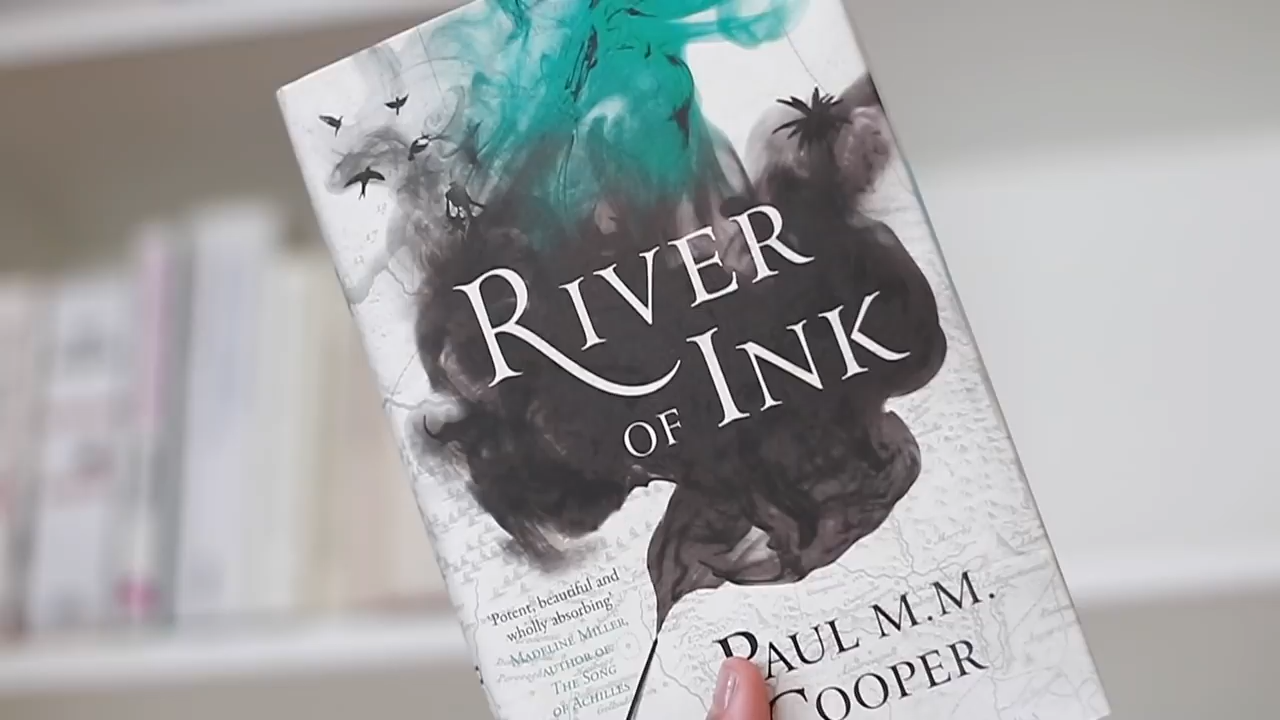 RIVER
OF INK
'Potent, beautiful and
wholly absorbing'
MADELINE MILLER,
AUTHOR OF
THE SONG
OF ACHILLES
PAUL M.M.
COOPER